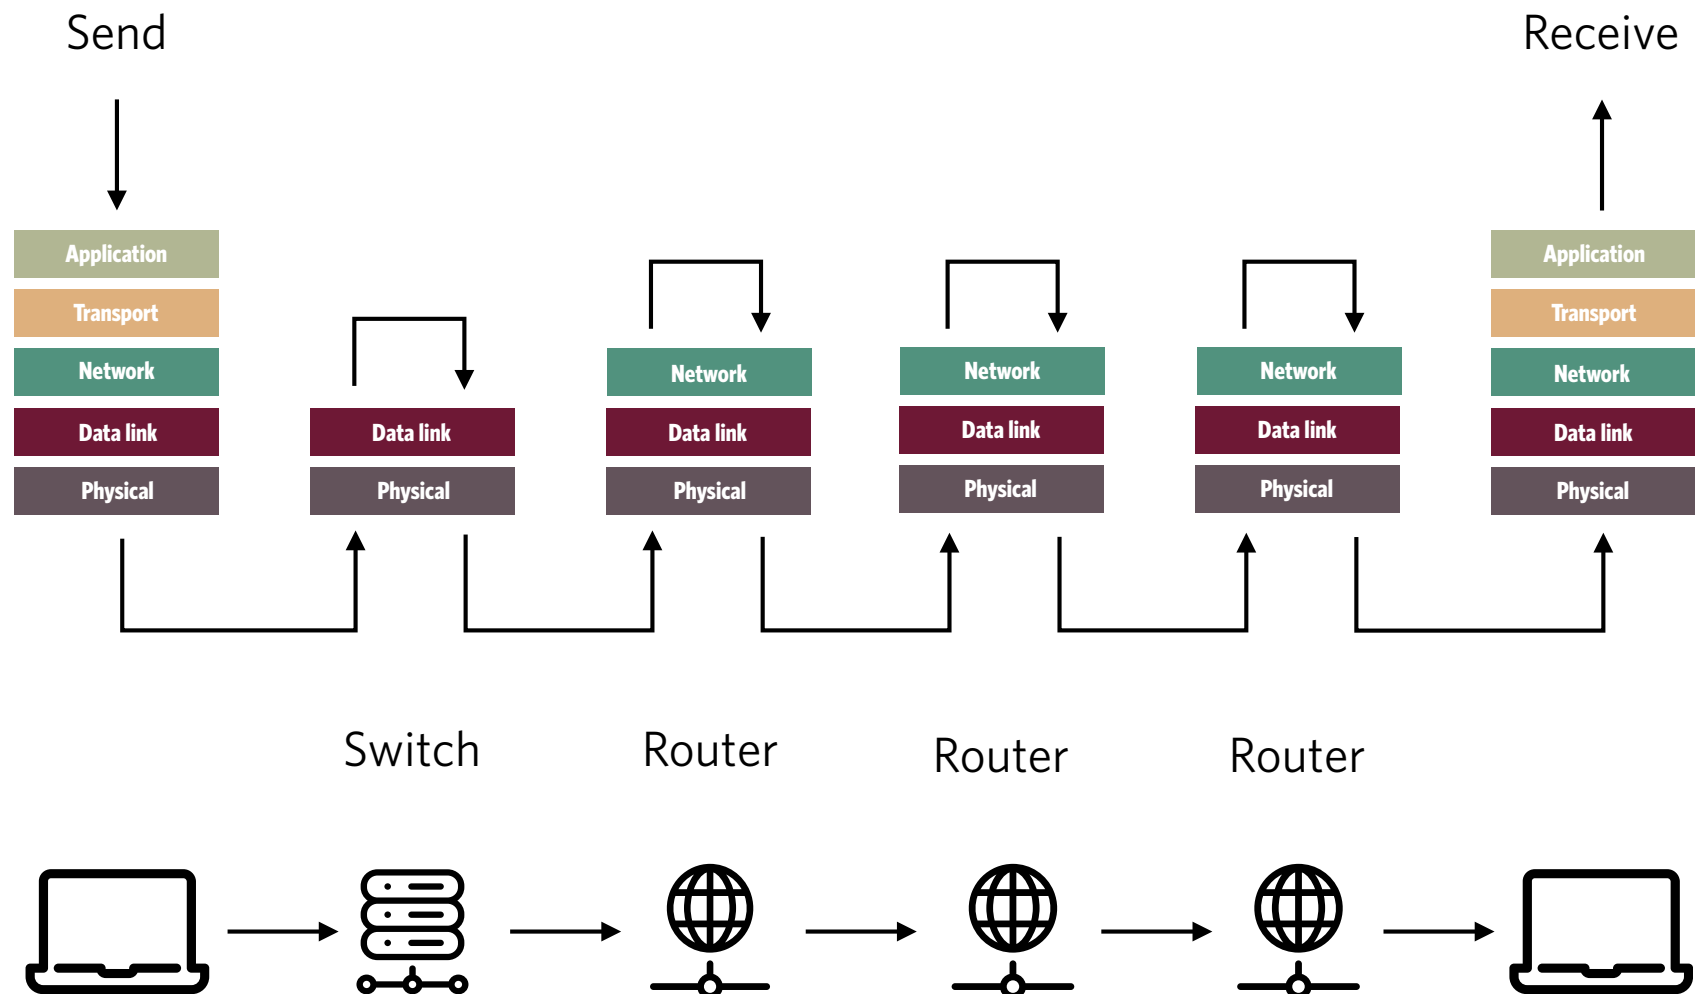 Send
Receive
Application
Transport
Network
Data link
Physical
Data link
Physical
Network
Data link
Physical
Network
Data link
Physical
Network
Data link
Physical
Application
Transport
Network
Data link
Physical
Switch
Router
Router
Router